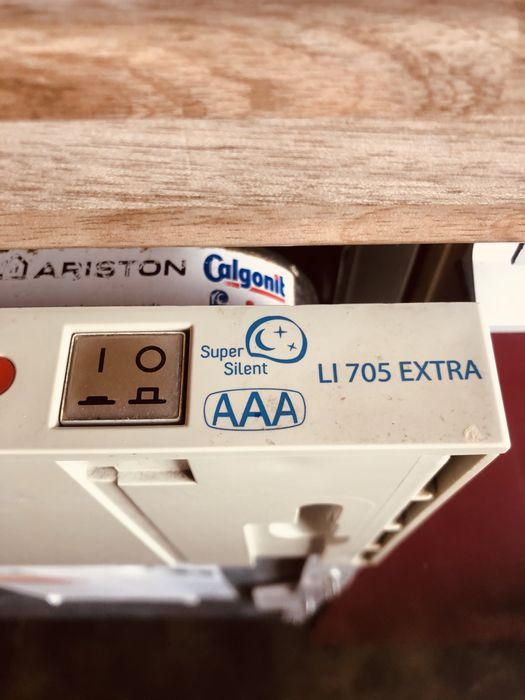 ARISTON
Calgonit
I O
Super
Silent
AAA
LI 705 EXTRA